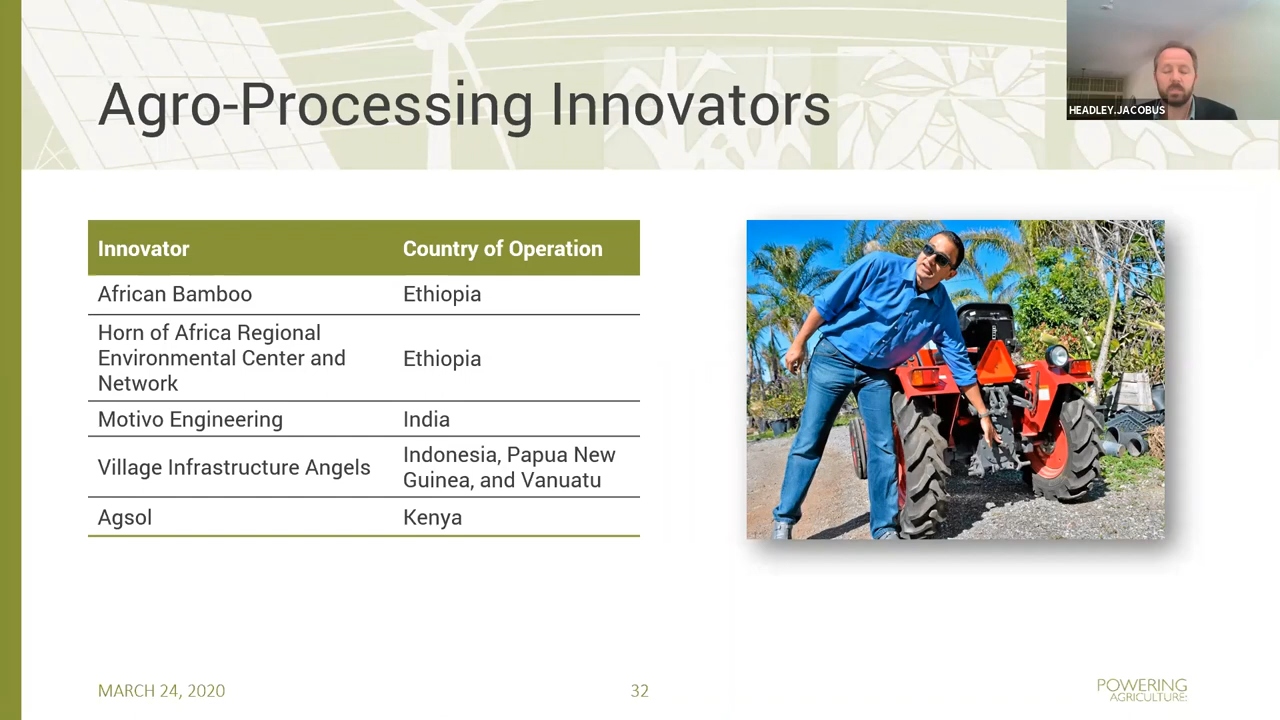 Agro-Processing Innovators
HEADLEY.JACOBUS
Innovator Country of Operation
African Bamboo Ethiopia
Horn of Africa Regional
Environmental Center and
Network
Ethiopia
Motivo Engineering India
Village Infrastructure Angels
Indonesia, Papua New
Guinea, and Vanuatu
Agsol Kenya
MARCH 24, 2020
32
POWERING
AGRICULTURE: